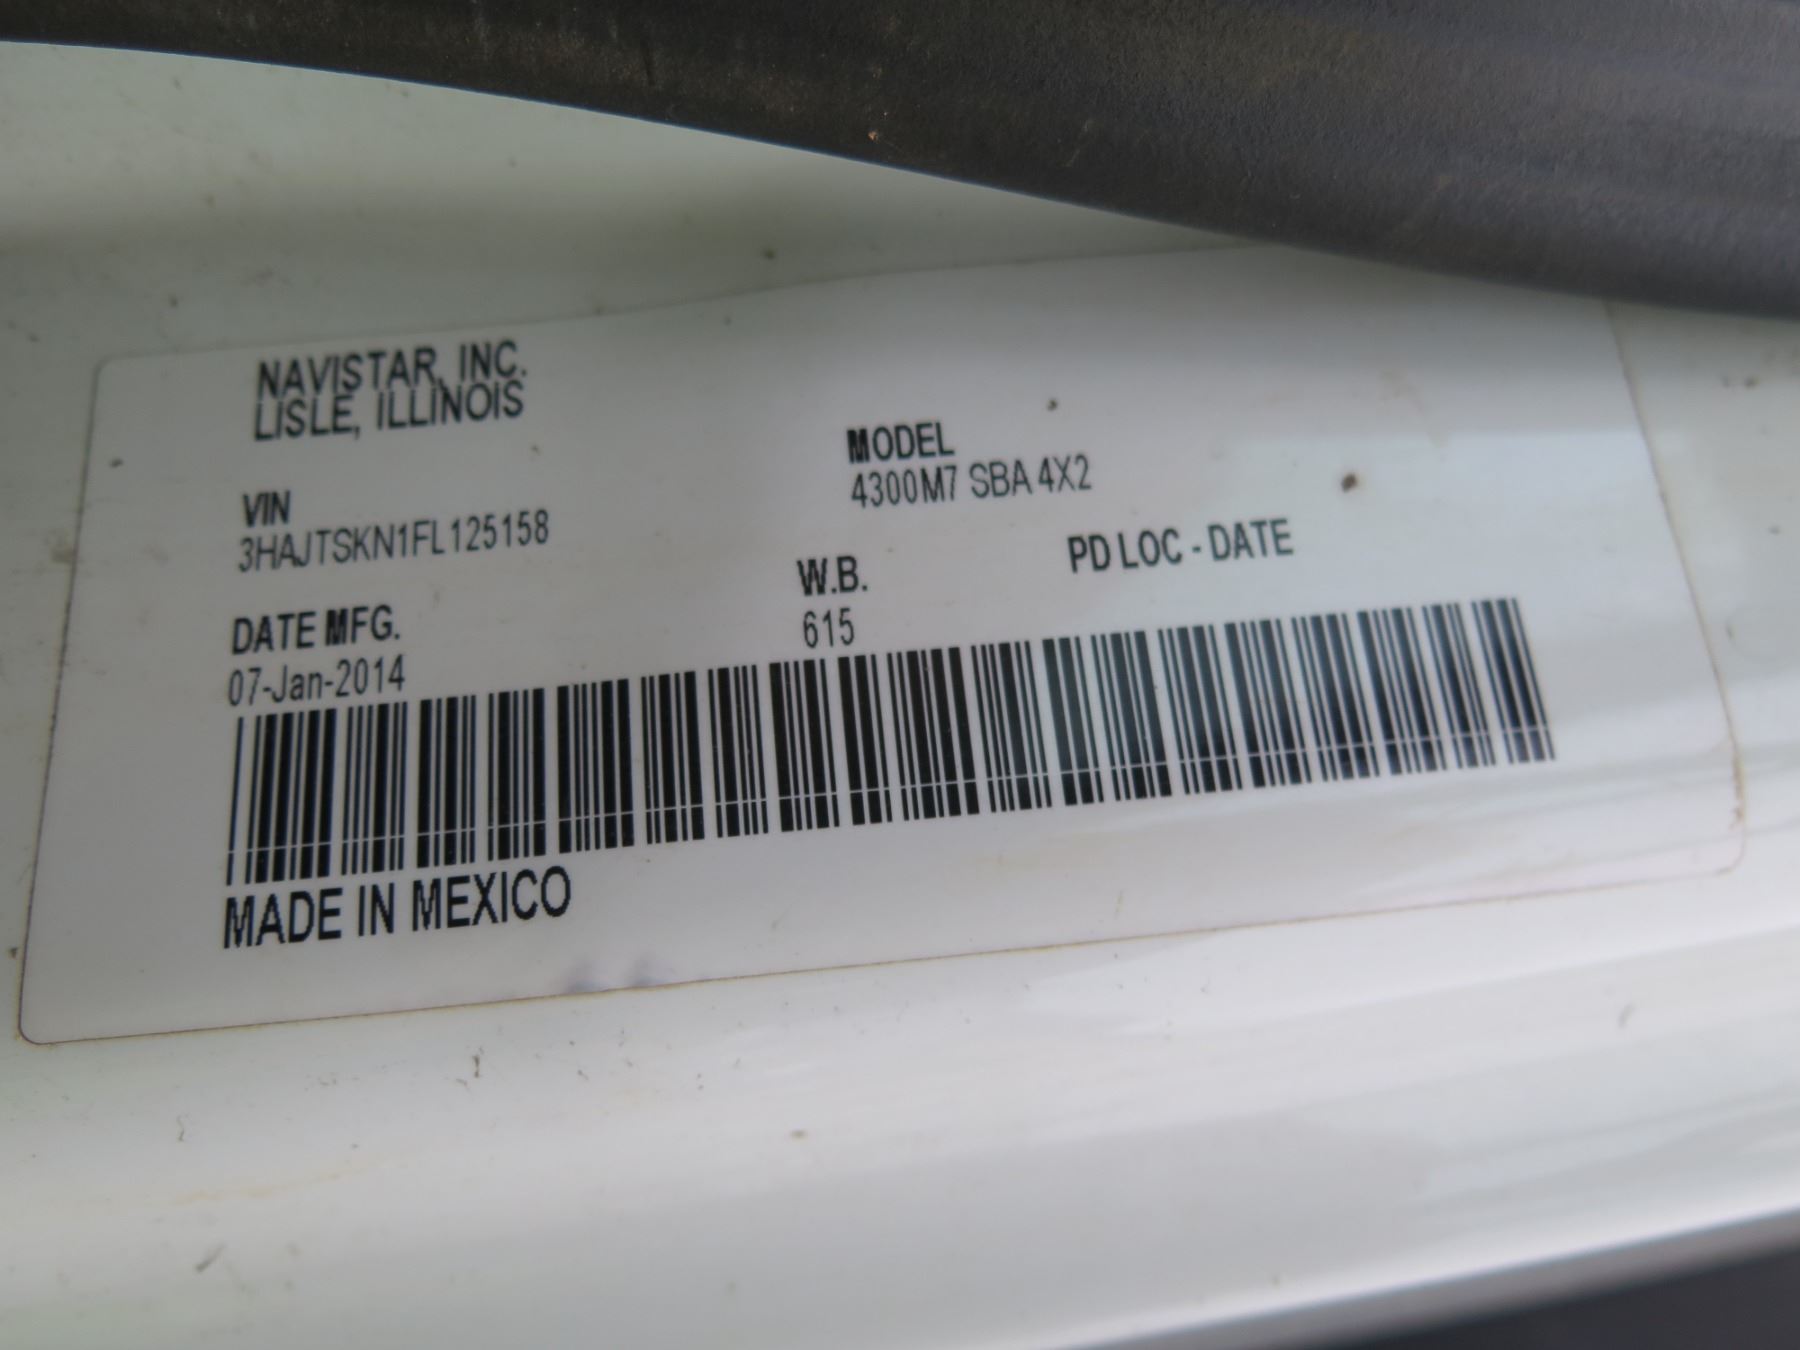 NAVISTAR, INC.
LISLE, ILLINOIS
MODEL
4300M7 SBA 4X2
VIN
3HAJTSKN1FL125158
W.B.
615
PD LOC - DATE
DATE MFG.
07-Jan-2014
MADE IN MEXICO